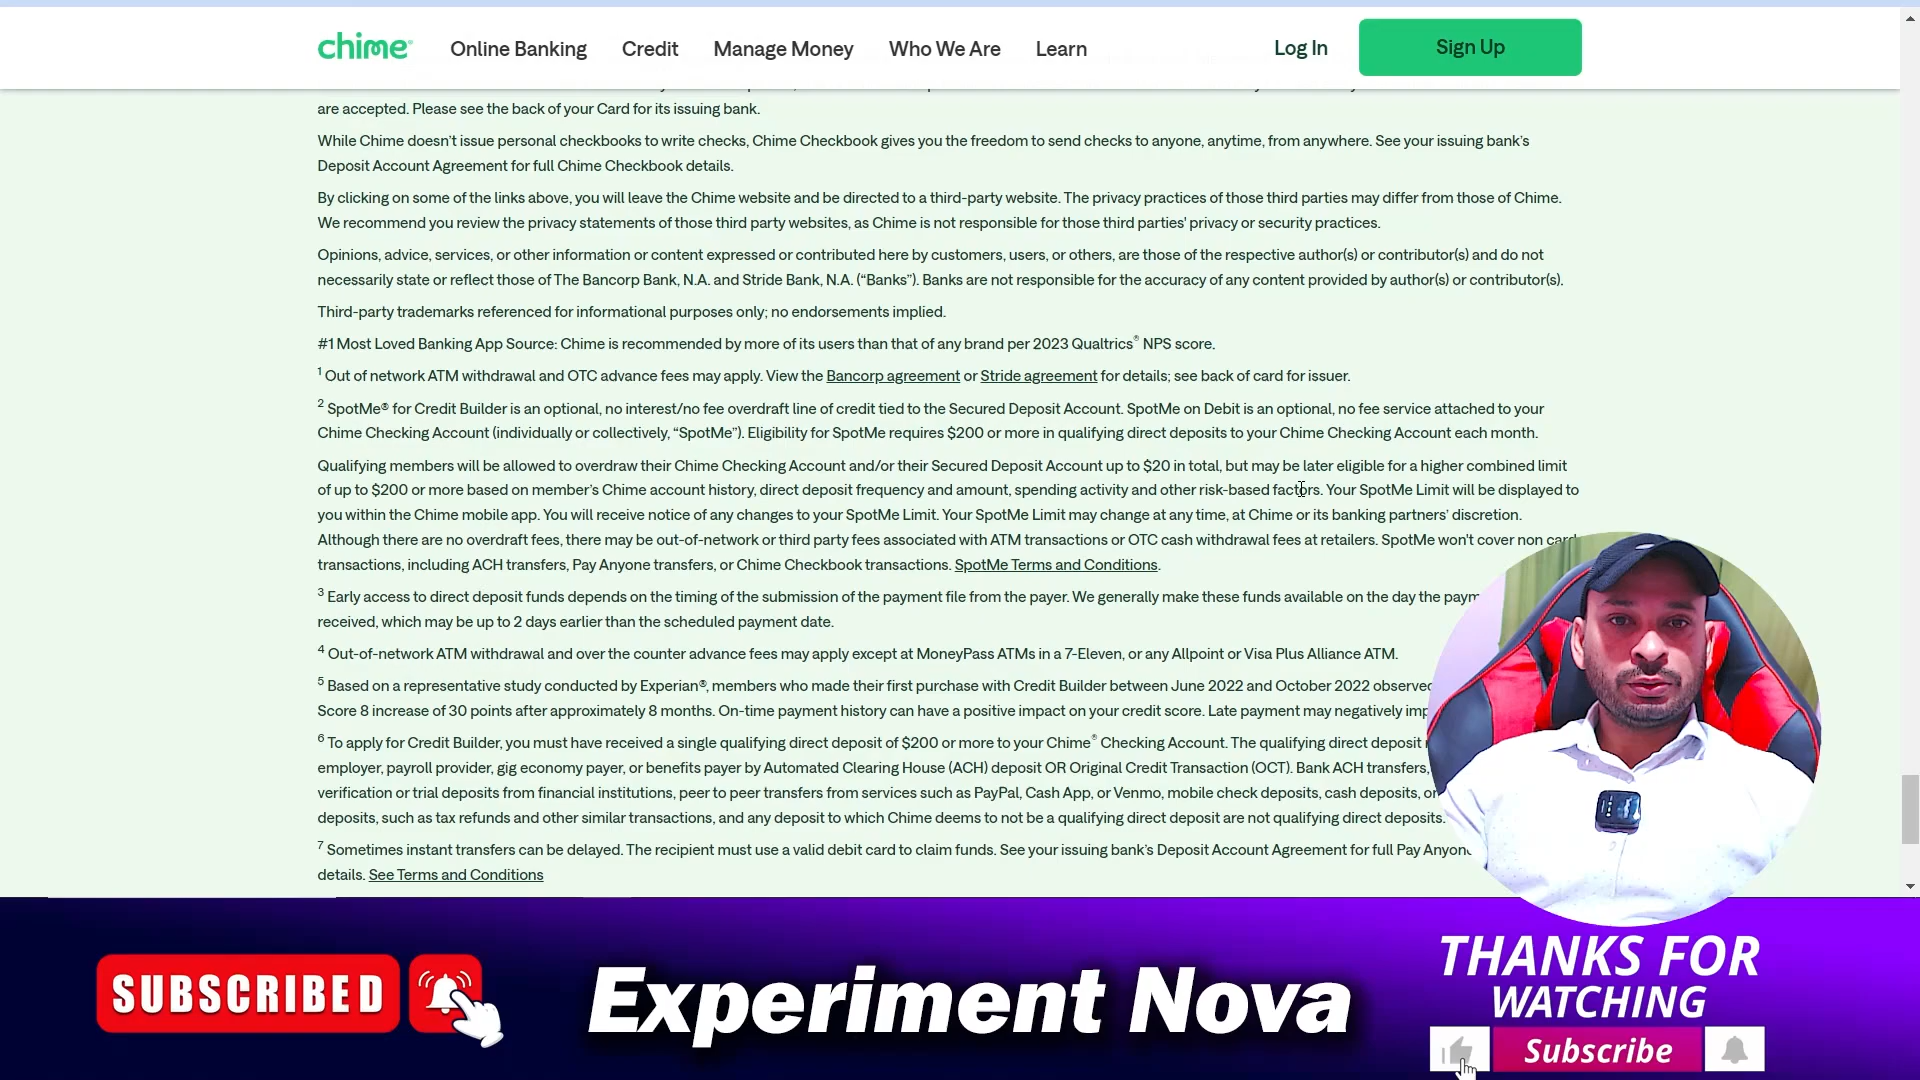 chime
Online Banking
Credit
Manage Money
Who We Are
Learn
Log In
Sign Up
are accepted. Please see the back of your Card for its issuing bank.
While Chime doesn't issue personal checkbooks to write checks, Chime Checkbook gives you the freedom to send checks to anyone, anytime, from anywhere. See your issuing bank's
Deposit Account Agreement for full Chime Checkbook details.
By clicking on some of the links above, you will leave the Chime website and be directed to a third-party website. The privacy practices of those third parties may differ from those of Chime.
We recommend you review the privacy statements of those third party websites, as Chime is not responsible for those third parties' privacy or security practices.
Opinions, advice, services, or other information or content expressed or contributed here by customers, users, or others, are those of the respective author(s) or contributor(s) and do not
necessarily state or reflect those of The Bancorp Bank, N.A. and Stride Bank, N.A. (“Banks”). Banks are not responsible for the accuracy of any content provided by author(s) or contributor(s).
Third-party trademarks referenced for informational purposes only; no endorsements implied.
#1 Most Loved Banking App Source: Chime is recommended by more of its users than that of any brand per 2023 Qualtrics® NPS score.
1 Out of network ATM withdrawal and OTC advance fees may apply. View the Bancorp agreement or Stride agreement for details; see back of card for issuer.
2 SpotMe® for Credit Builder is an optional, no interest/no fee overdraft line of credit tied to the Secured Deposit Account. SpotMe on Debit is an optional, no fee service attached to your
Chime Checking Account (individually or collectively, “SpotMe”). Eligibility for SpotMe requires $200 or more in qualifying direct deposits to your Chime Checking Account each month.
Qualifying members will be allowed to overdraw their Chime Checking Account and/or their Secured Deposit Account up to $20 in total, but may be later eligible for a higher combined limit
of up to $200 or more based on member's Chime account history, direct deposit frequency and amount, spending activity and other risk-based factors. Your SpotMe Limit will be displayed to
you within the Chime mobile app. You will receive notice of any changes to your SpotMe Limit. Your SpotMe Limit may change at any time, at Chime or its banking partners' discretion.
Although there are no overdraft fees, there may be out-of-network or third party fees associated with ATM transactions or OTC cash withdrawal fees at retailers. SpotMe won't cover non card
transactions, including ACH transfers, Pay Anyone transfers, or Chime Checkbook transactions. SpotMe Terms and Conditions.
3 Early access to direct deposit funds depends on the timing of the submission of the payment file from the payer. We generally make these funds available on the day the paym
received, which may be up to 2 days earlier than the scheduled payment date.
4 Out-of-network ATM withdrawal and over the counter advance fees may apply except at MoneyPass ATMs in a 7-Eleven, or any Allpoint or Visa Plus Alliance ATM.
5 Based on a representative study conducted by Experian®, members who made their first purchase with Credit Builder between June 2022 and October 2022 observed
Score 8 increase of 30 points after approximately 8 months. On-time payment history can have a positive impact on your credit score. Late payment may negatively imp
6 To apply for Credit Builder, you must have received a single qualifying direct deposit of $200 or more to your Chime® Checking Account. The qualifying direct deposit
employer, payroll provider, gig economy payer, or benefits payer by Automated Clearing House (ACH) deposit OR Original Credit Transaction (OCT). Bank ACH transfers,
verification or trial deposits from financial institutions, peer to peer transfers from services such as PayPal, Cash App, or Venmo, mobile check deposits, cash deposits, or
deposits, such as tax refunds and other similar transactions, and any deposit to which Chime deems to not be a qualifying direct deposit are not qualifying direct deposits.
7 Sometimes instant transfers can be delayed. The recipient must use a valid debit card to claim funds. See your issuing bank's Deposit Account Agreement for full Pay Anyone
details. See Terms and Conditions
SUBSCRIBED
Experiment Nova
THANKS FOR
WATCHING
Subscribe